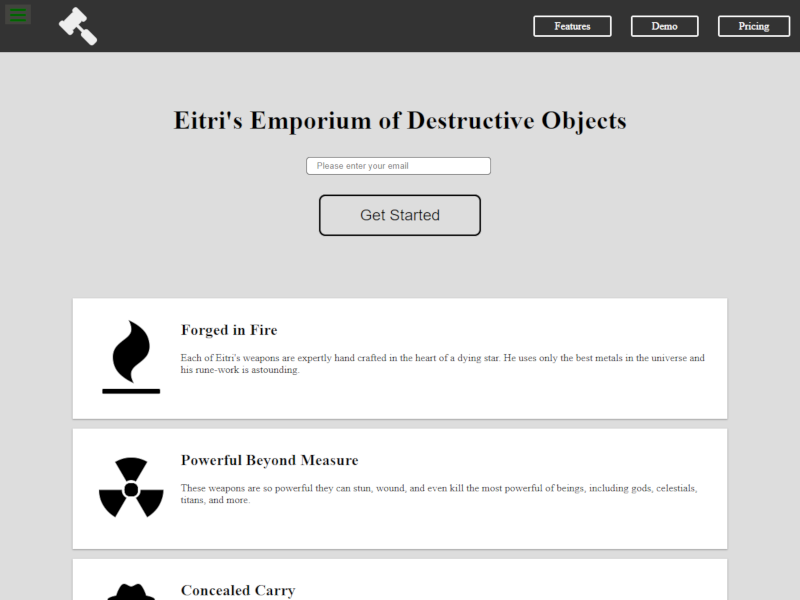 Features
Demo
Pricing
Eitri's Emporium of Destructive Objects
Please enter your email
Get Started
Forged in Fire
Each of Eitri's weapons are expertly hand crafted in the heart of a dying star. He uses only the best metals in the universe and
his rune-work is astounding.
Powerful Beyond Measure
These weapons are so powerful they can stun, wound, and even kill the most powerful of beings, including gods, celestials,
titans, and more.
Concealed Carry